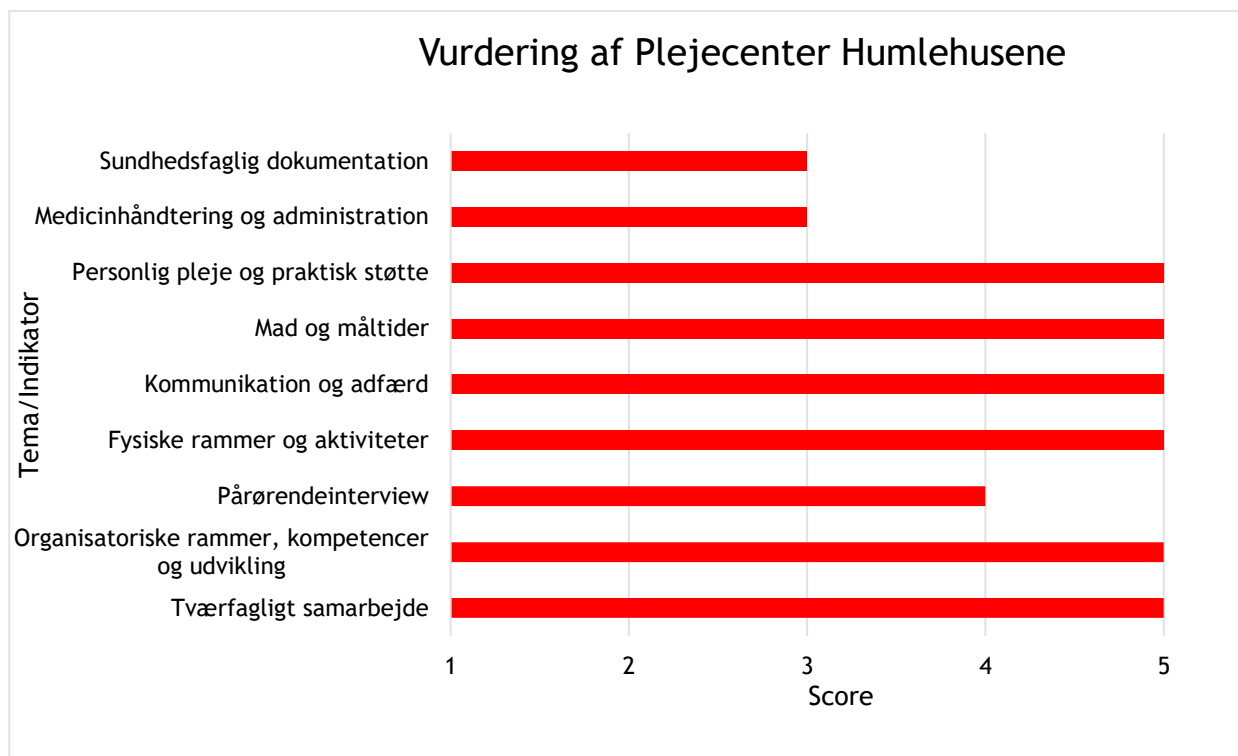 Vurdering af Plejecenter Humlehusene
Tema/Indikator
Sundhedsfaglig dokumentation
Medicinhåndtering og administration
Personlig pleje og praktisk støtte
Mad og måltider
Kommunikation og adfærd
Fysiske rammer og aktiviteter
Pårørendeinterview
Organisatoriske rammer, kompetencer
og udvikling
Tværfagligt samarbejde
1 2 3 4 5
Score